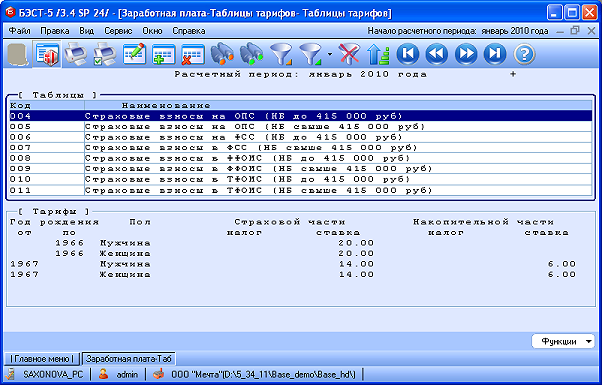 БЭСТ-5 /3.4 SP 24/ - [Заработная плата-Таблицы тарифов- Таблицы тарифов]
Файл Правка Вид Сервис Окно Справка Начало расчетного периода: январь 2010 года
Расчетный период: январь 2010 года +
[ Таблицы ]
Код Наименование
004 Страховые взносы на ОПС (НБ до 415 000 руб)
005 Страховые взносы на ОПС (НБ свыше 415 000 руб)
006 Страховые взносы на ФСС (НБ до 415 000 руб)
007 Страховые взносы в ФСС (НБ свыше 415 000 руб)
008 Страховые взносы в ФФОМС (НБ до 415 000 руб)
009 Страховые взносы в ФФОМС (НБ свыше 415 000 руб)
010 Страховые взносы в ТФОМС (НБ до 415 000 руб)
011 Страховые взносы в ТФОМС (НБ свыше 415 000 руб)
[ Тарифы ]
Год рождения Пол Страховой части Накопительной части
от по налог ставка налог ставка
1966 Мужчина 20.00
1966 Женщина 20.00
1967 Мужчина 14.00 6.00
1967 Женщина 14.00 6.00
Функции
| Главное меню | Заработная плата-Таб
SAXONOVA_PC admin ООО "Мечта"(D:\5_34_11\Base_demo\Base_hd\)